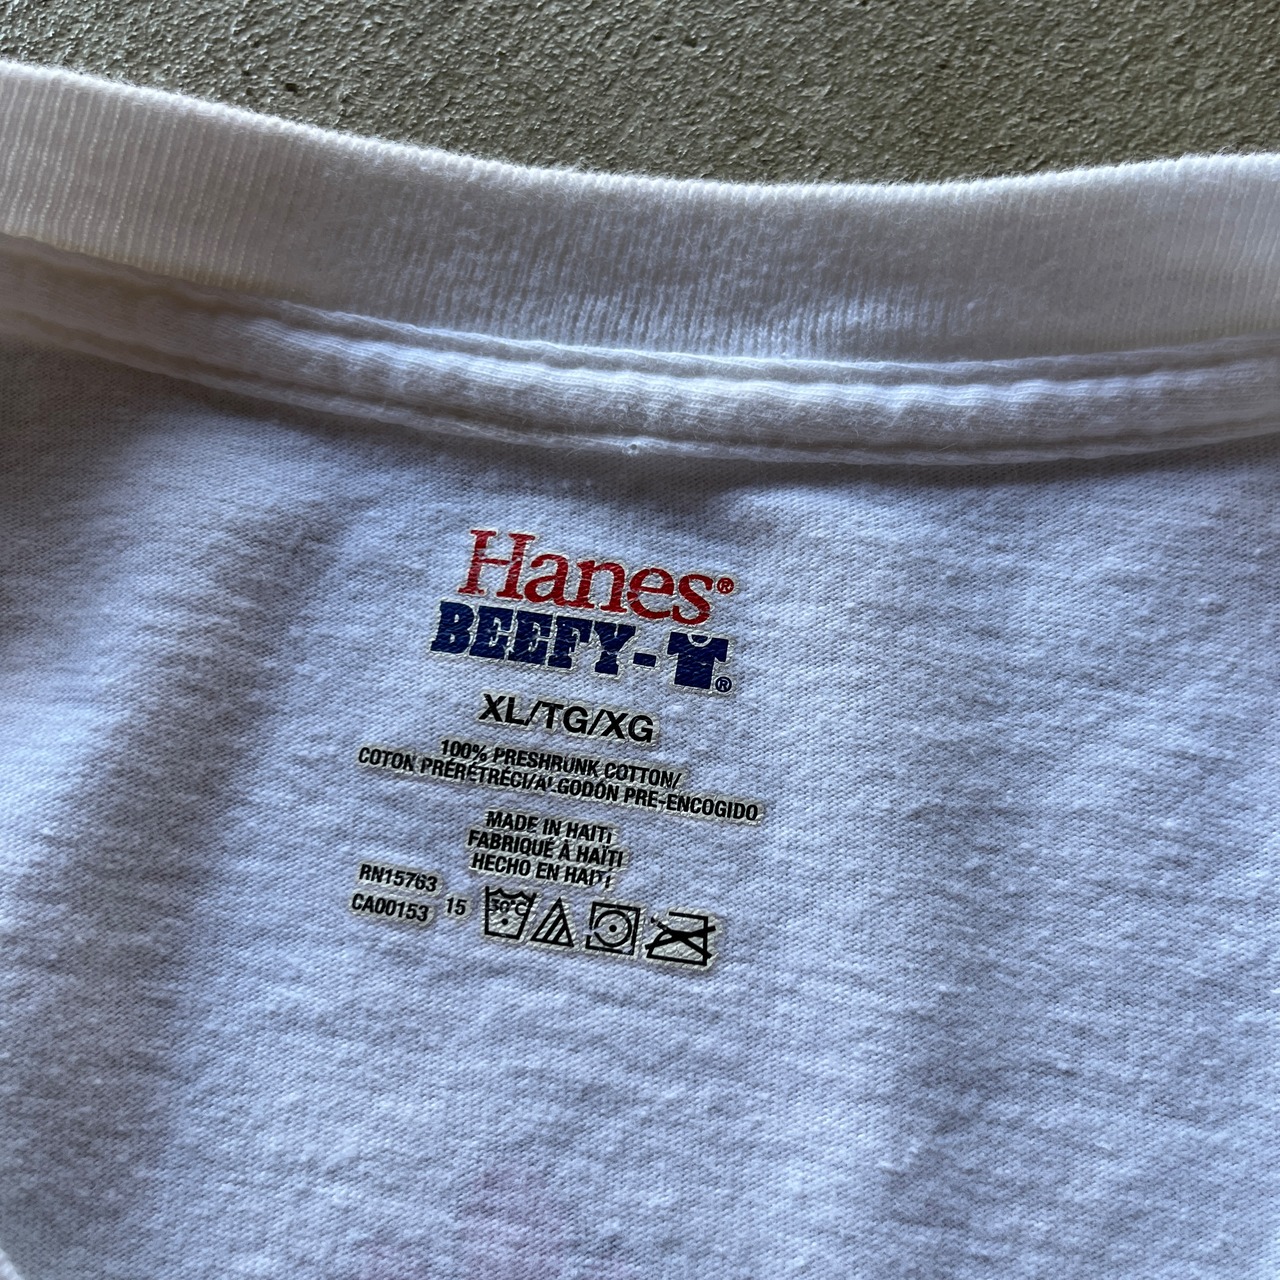 Hanes®
BEEFY-T®
XL/TG/XG
100% PRESHRUNK COTTON/
COTON PRÉRÉTRÉCI/ALGODÓN PRE-ENCOGIDO
MADE IN HAITI
FABRIQUÉ À HAÏTI
HECHO EN HAITÍ
RN15763
CA00153 15
30°C